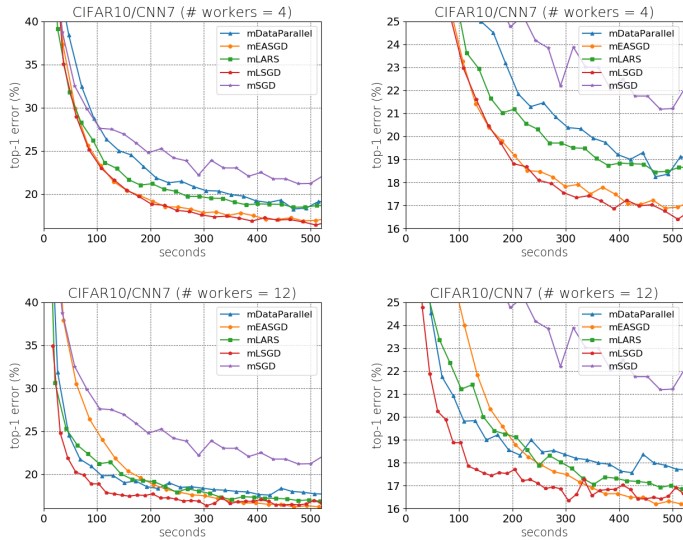 CIFAR10/CNN7 (# workers = 4)
top-1 error (%)
40
35
30
25
20
mDataParallel
mEASGD
mLARS
mLSGD
mSGD
0 100 200 300 400 500
seconds
CIFAR10/CNN7 (# workers = 4)
top-1 error (%)
25
24
23
22
21
20
19
18
17
16
mDataParallel
mEASGD
mLARS
mLSGD
mSGD
0 100 200 300 400 500
seconds
CIFAR10/CNN7 (# workers = 12)
top-1 error (%)
40
35
30
25
20
mDataParallel
mEASGD
mLARS
mLSGD
mSGD
0 100 200 300 400 500
seconds
CIFAR10/CNN7 (# workers = 12)
top-1 error (%)
25
24
23
22
21
20
19
18
17
16
mDataParallel
mEASGD
mLARS
mLSGD
mSGD
0 100 200 300 400 500
seconds